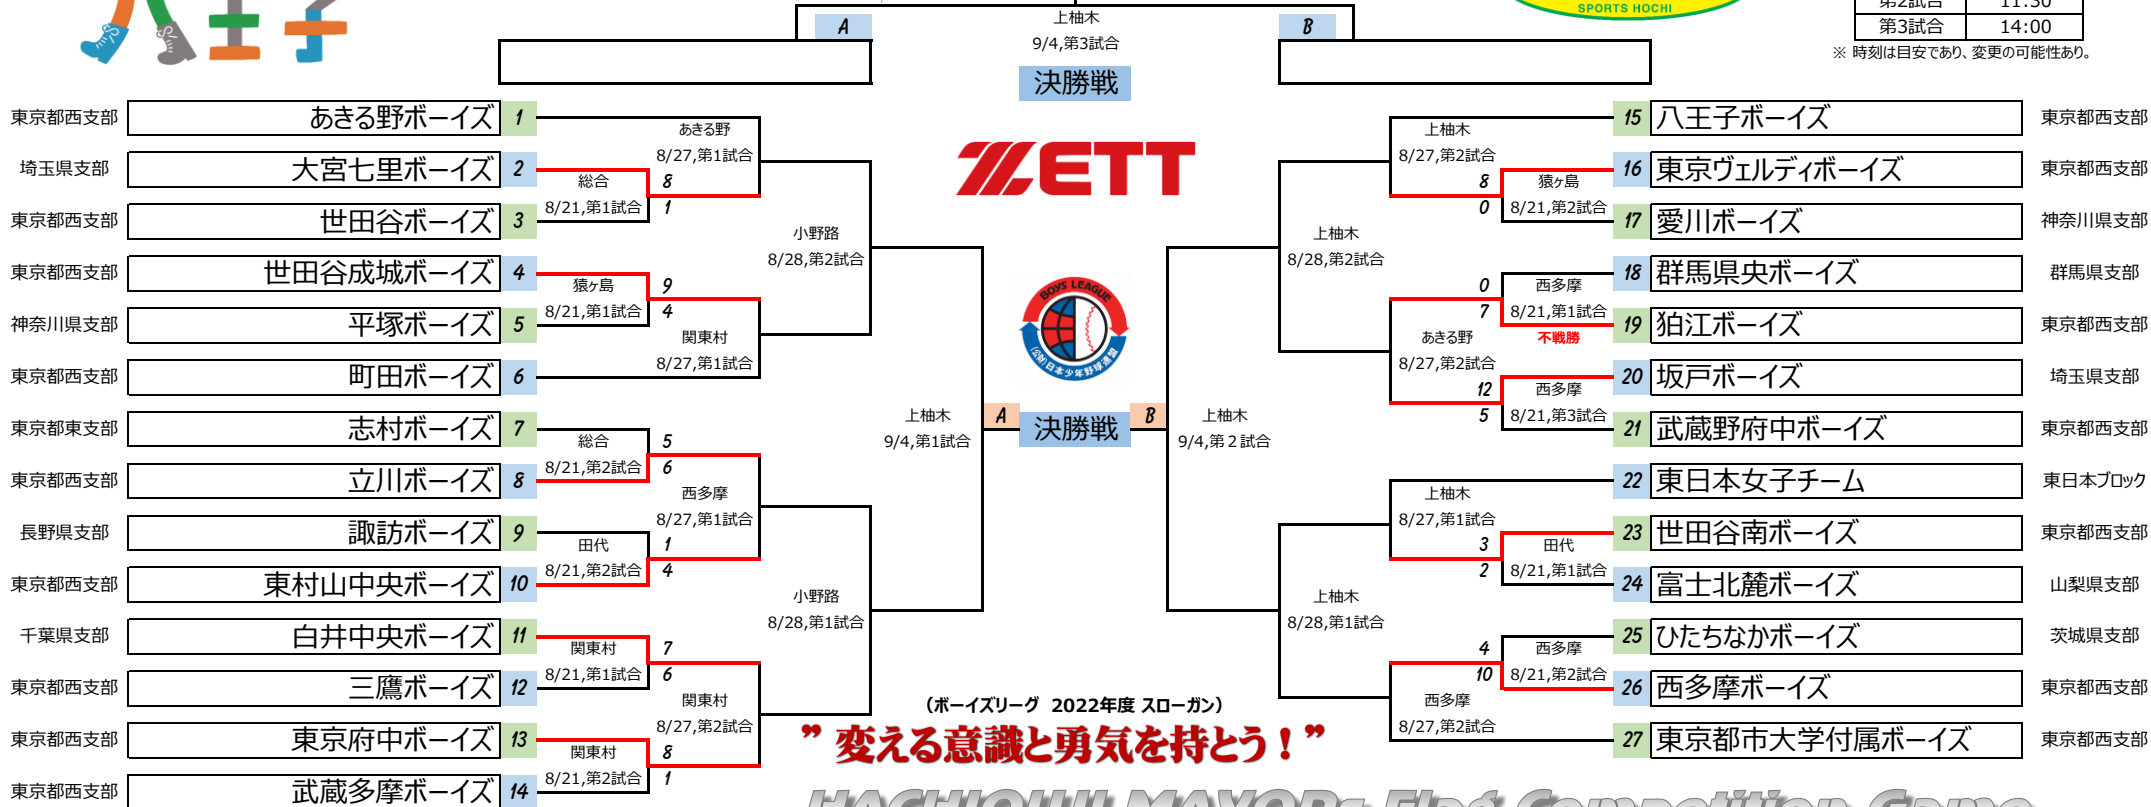 八王子
SPORTS HOCHI
第2試合 11:30
第3試合 14:00
※ 時刻は目安であり、変更の可能性あり。
A
上柚木
9/4,第3試合
B
決勝戦
東京都西支部 あきる野ボーイズ 1
埼玉県支部 大宮七里ボーイズ 2
東京都西支部 世田谷ボーイズ 3
東京都西支部 世田谷成城ボーイズ 4
神奈川県支部 平塚ボーイズ 5
東京都西支部 町田ボーイズ 6
東京都東支部 志村ボーイズ 7
東京都西支部 立川ボーイズ 8
長野県支部 諏訪ボーイズ 9
東京都西支部 東村山中央ボーイズ 10
千葉県支部 白井中央ボーイズ 11
東京都西支部 三鷹ボーイズ 12
東京都西支部 東京府中ボーイズ 13
東京都西支部 武蔵多摩ボーイズ 14
総合
8/21,第1試合
8
1
猿ヶ島
8/21,第1試合
9
4
総合
8/21,第2試合
5
6
田代
8/21,第2試合
1
4
関東村
8/21,第1試合
7
6
関東村
8/21,第2試合
8
1
あきる野
8/27,第1試合
関東村
8/27,第1試合
西多摩
8/27,第1試合
関東村
8/27,第2試合
小野路
8/28,第2試合
小野路
8/28,第1試合
上柚木
9/4,第1試合
ZETT
BOYS LEAGUE
(公財)日本少年野球連盟
A 決勝戦 B
上柚木
9/4,第２試合
上柚木
8/28,第2試合
上柚木
8/28,第1試合
上柚木
8/27,第2試合
あきる野
8/27,第2試合
上柚木
8/27,第1試合
西多摩
8/27,第2試合
8
0
猿ヶ島
8/21,第2試合
0
7
西多摩
8/21,第1試合
不戦勝
12
5
西多摩
8/21,第3試合
3
2
田代
8/21,第1試合
4
10
西多摩
8/21,第2試合
15 八王子ボーイズ 東京都西支部
16 東京ヴェルディボーイズ 東京都西支部
17 愛川ボーイズ 神奈川県支部
18 群馬県央ボーイズ 群馬県支部
19 狛江ボーイズ 東京都西支部
20 坂戸ボーイズ 埼玉県支部
21 武蔵野府中ボーイズ 東京都西支部
22 東日本女子チーム 東日本ブロック
23 世田谷南ボーイズ 東京都西支部
24 富士北麓ボーイズ 山梨県支部
25 ひたちなかボーイズ 茨城県支部
26 西多摩ボーイズ 東京都西支部
27 東京都市大学付属ボーイズ 東京都西支部
（ボーイズリーグ 2022年度 スローガン）
”変える意識と勇気を持とう！”
HACHIOUJI MAYORs Flag Competition Game